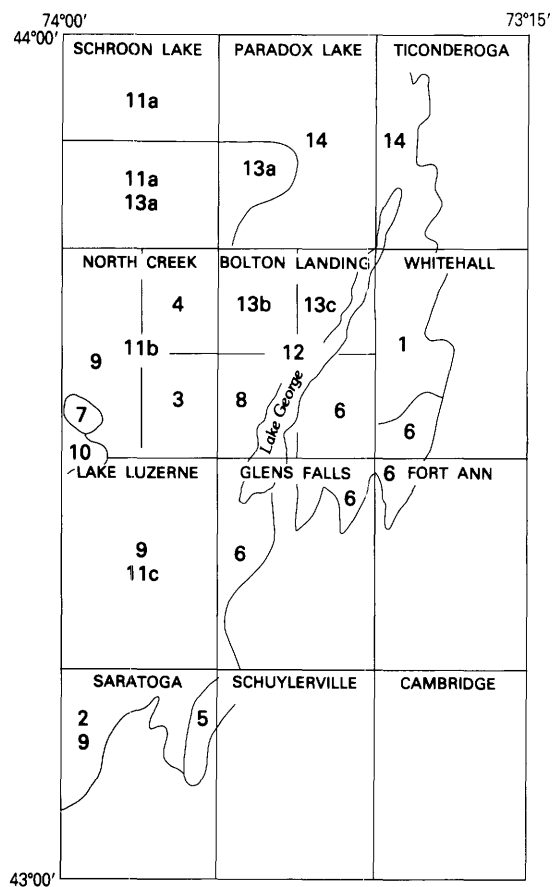 74°00' 73°15'
44°00'
SCHROON LAKE PARADOX LAKE TICONDEROGA
11a
14 14
13a
11a
13a
NORTH CREEK BOLTON LANDING WHITEHALL
4 13b 13c
11b 12 1
9
3 8 6
7
Lake George
6
10
LAKE LUZERNE GLENS FALLS 6 FORT ANN
6
9 6
11c
SARATOGA SCHUYLERVILLE CAMBRIDGE
2 5
9
43°00'